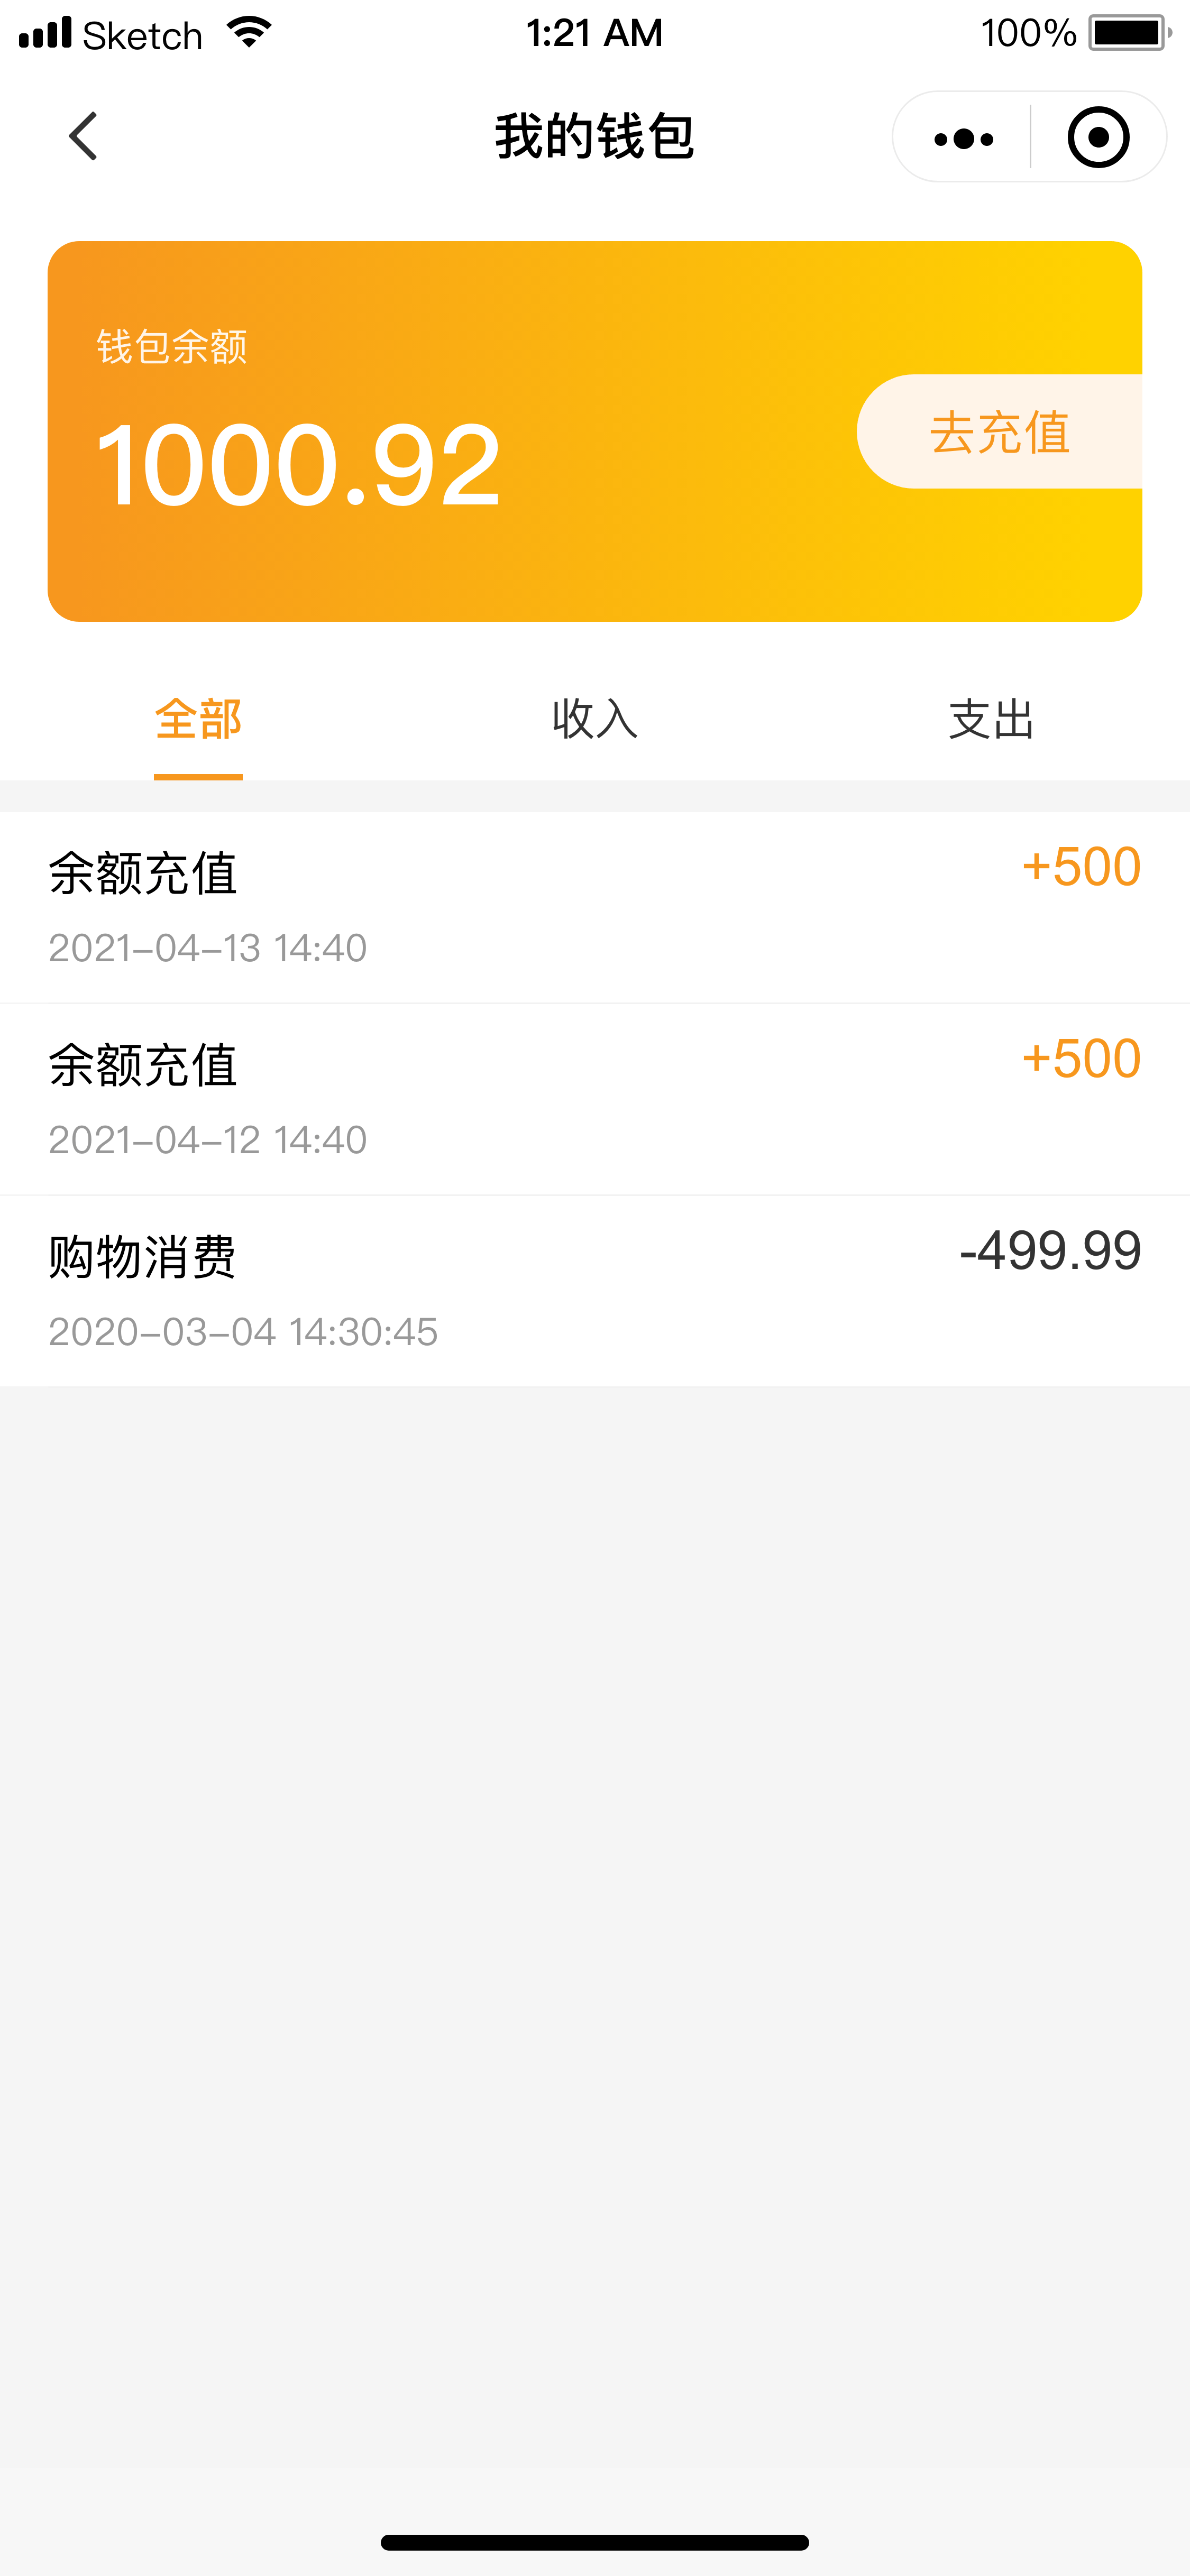 Sketch 1:21 AM 100%
我的钱包
钱包余额
1000.92
去充值
全部 收入 支出
余额充值 +500
2021-04-13 14:40
余额充值 +500
2021-04-12 14:40
购物消费 -499.99
2020-03-04 14:30:45